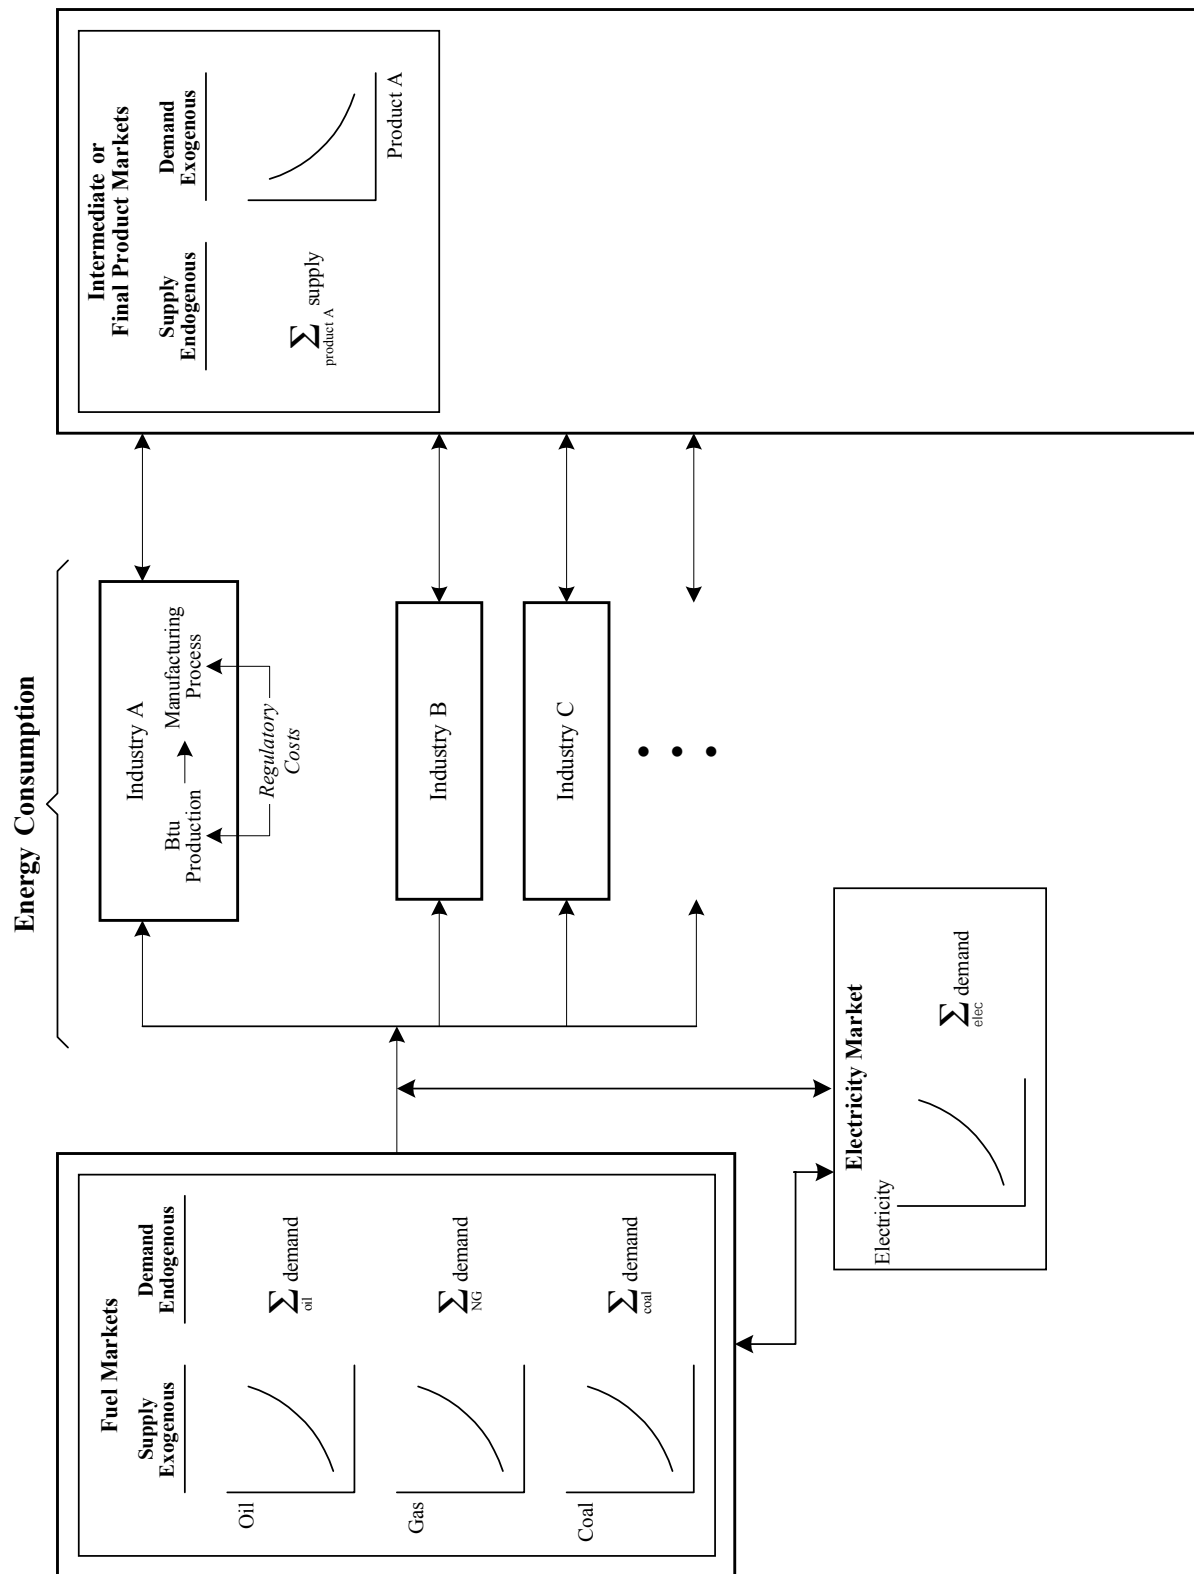 Energy Consumption
Fuel Markets
Supply
Exogenous
Demand
Endogenous
Oil
∑ demand
oil
Gas
∑ demand
NG
Coal
∑ demand
coal
Industry A
Btu
Production
Manufacturing
Process
Regulatory
Costs
Industry B
Industry C
Electricity Market
Electricity
∑ demand
elec
Intermediate or
Final Product Markets
Supply
Endogenous
Demand
Exogenous
∑ supply
product A
Product A